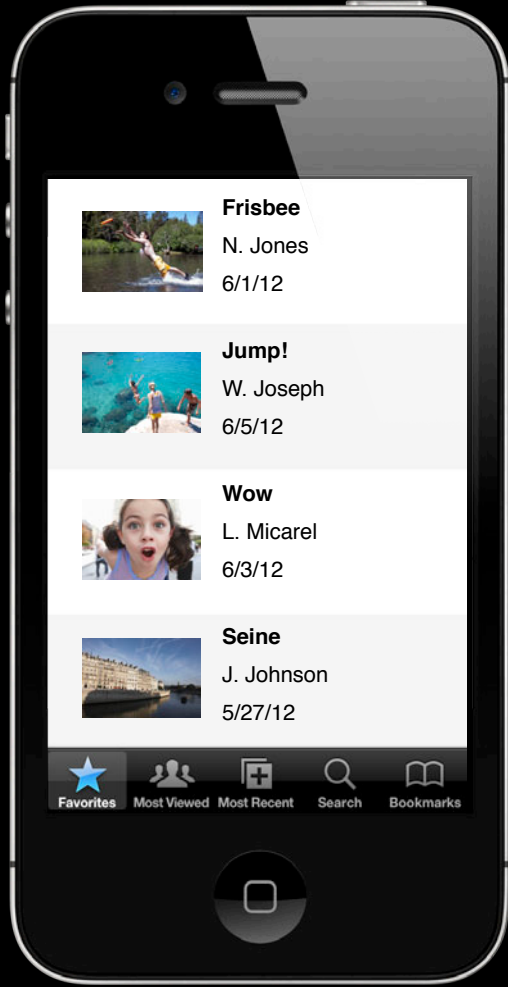 Frisbee
N. Jones
6/1/12
Jump!
W. Joseph
6/5/12
Wow
L. Micarel
6/3/12
Seine
J. Johnson
5/27/12
Favorites Most Viewed Most Recent Search Bookmarks